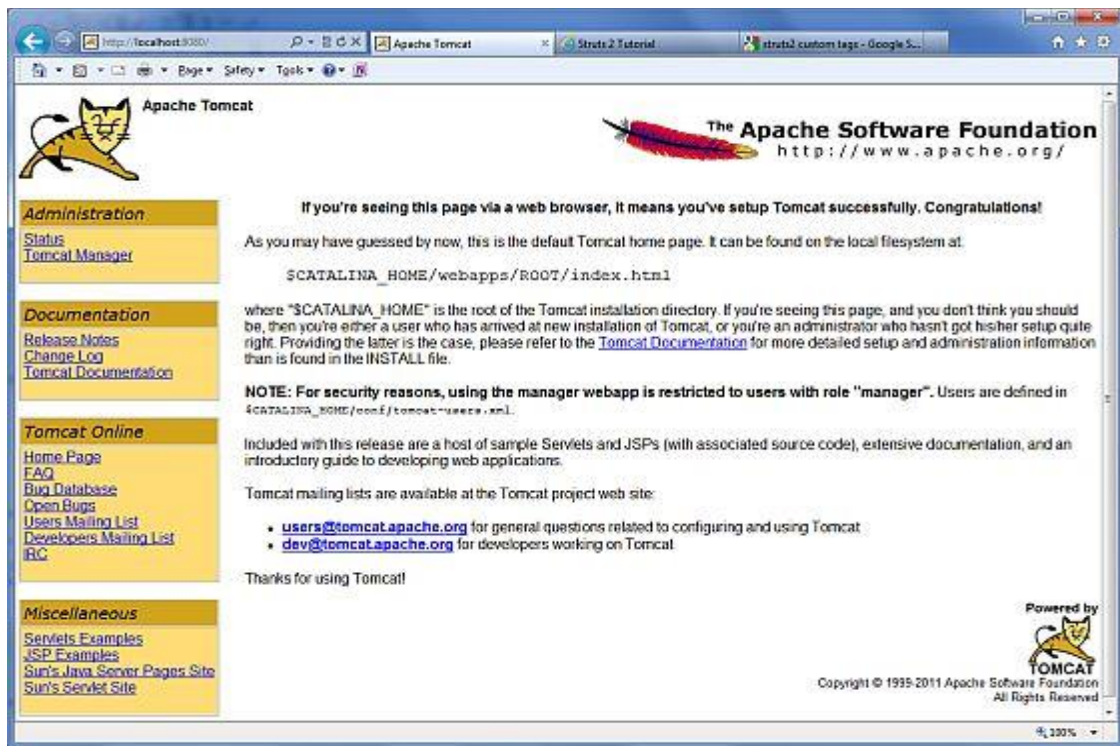 http://localhost:8080/
Apache Tomcat
Struts 2 Tutorial
struts2 custom tags - Google S...
Page
Safety
Tools
Apache Tomcat
The Apache Software Foundation
http://www.apache.org/
Administration
Status
Tomcat Manager
Documentation
Release Notes
Change Log
Tomcat Documentation
Tomcat Online
Home Page
FAQ
Bug Database
Open Bugs
Users Mailing List
Developers Mailing List
IRC
Miscellaneous
Servlets Examples
JSP Examples
Sun's Java Server Pages Site
Sun's Servlet Site
If you're seeing this page via a web browser, it means you've setup Tomcat successfully. Congratulations!
As you may have guessed by now, this is the default Tomcat home page. It can be found on the local filesystem at:
$CATALINA_HOME/webapps/ROOT/index.html
where "$CATALINA_HOME" is the root of the Tomcat installation directory. If you're seeing this page, and you don't think you should
be, then you're either a user who has arrived at new installation of Tomcat, or you're an administrator who hasn't got his/her setup quite
right. Providing the latter is the case, please refer to the Tomcat Documentation for more detailed setup and administration information
than is found in the INSTALL file.
NOTE: For security reasons, using the manager webapp is restricted to users with role "manager". Users are defined in
$CATALINA_HOME/conf/tomcat-users.xml.
Included with this release are a host of sample Servlets and JSPs (with associated source code), extensive documentation, and an
introductory guide to developing web applications.
Tomcat mailing lists are available at the Tomcat project web site:
users@tomcat.apache.org for general questions related to configuring and using Tomcat
dev@tomcat.apache.org for developers working on Tomcat
Thanks for using Tomcat!
Powered by
TOMCAT
Copyright © 1999-2011 Apache Software Foundation
All Rights Reserved
100%